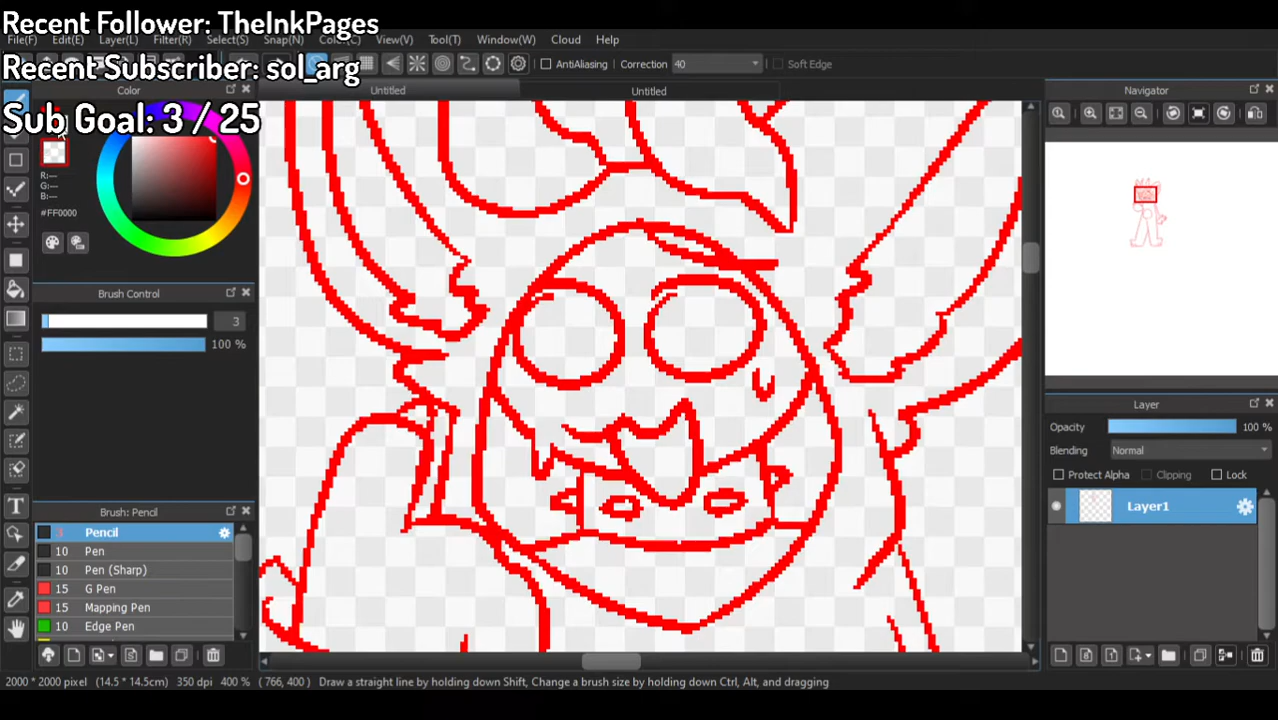 Recent Follower: TheInkPages
File(F) Edit(E) Layer(L) Filter(R) Select(S) Snap(N) Color(C) View(V) Tool(T) Window(W) Cloud Help
Recent Subscriber: sol_arg
AntiAliasing Correction 40 Soft Edge
Color Untitled Untitled Navigator
Sub Goal: 3 / 25
R:---
G:---
B:---
#FF0000
Brush Control
3
100 %
Layer
Opacity 100 %
Blending Normal
Protect Alpha Clipping Lock
Layer1
Brush: Pencil
3 Pencil
10 Pen
10 Pen (Sharp)
15 G Pen
15 Mapping Pen
10 Edge Pen
2000 * 2000 pixel (14.5 * 14.5cm) 350 dpi 400 % (766, 400) Draw a straight line by holding down Shift, Change a brush size by holding down Ctrl, Alt, and dragging